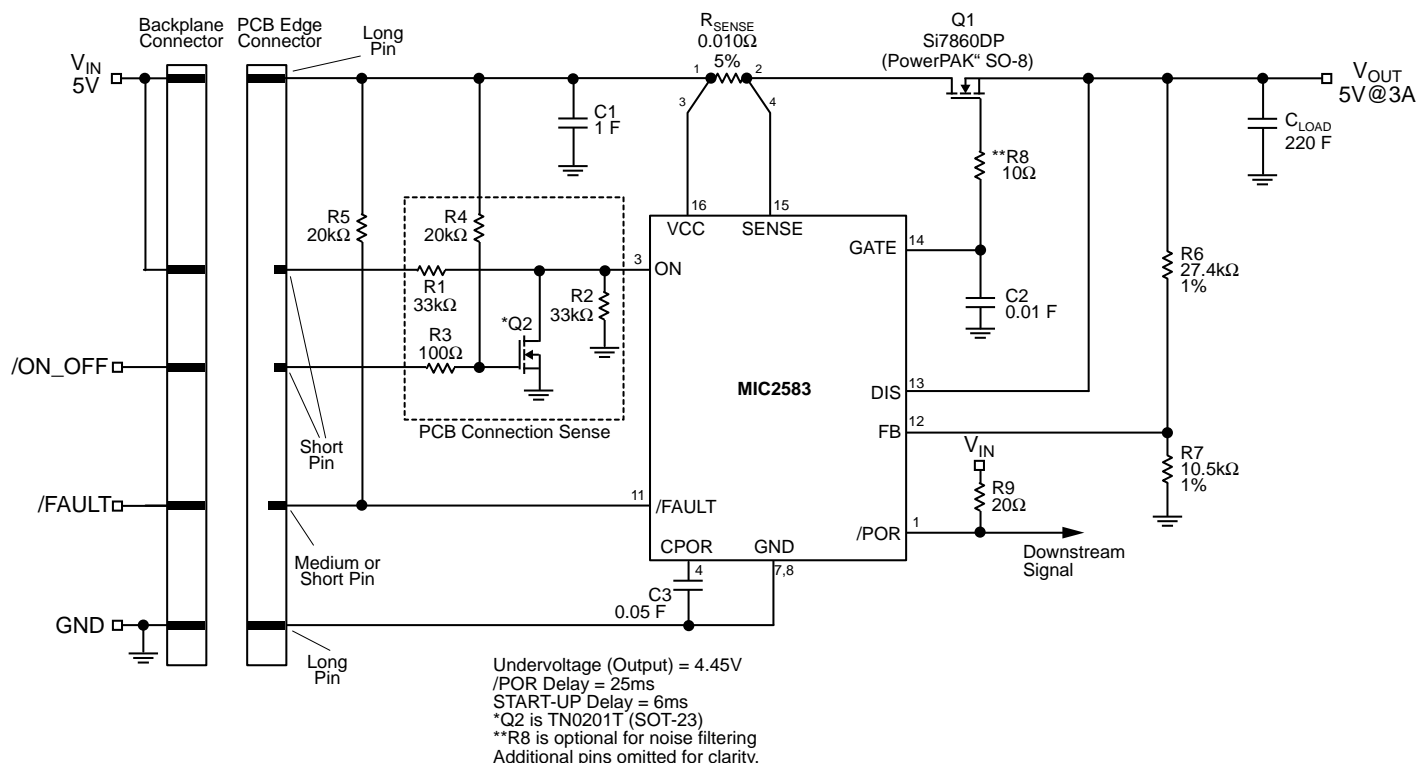 Backplane
Connector
PCB Edge
Connector
Long
Pin
RSENSE
0.010Ω
5%
Q1
Si7860DP
(PowerPAK“ SO-8)
VIN
5V
1
2
3
4
VOUT
5V@3A
C1
1 F
CLOAD
220 F
**R8
10Ω
R5
20kΩ
R4
20kΩ
16
VCC
15
SENSE
GATE
14
R6
27.4kΩ
1%
3
ON
R1
33kΩ
R2
33kΩ
C2
0.01 F
*Q2
R3
100Ω
/ON_OFF
MIC2583
DIS
13
PCB Connection Sense
FB
12
Short
Pin
VIN
R7
10.5kΩ
1%
R9
20Ω
/FAULT
11
/FAULT
/POR
1
Downstream
Signal
Medium or
Short Pin
CPOR
GND
4
7,8
C3
0.05 F
GND
Long
Pin
Undervoltage (Output) = 4.45V
/POR Delay = 25ms
START-UP Delay = 6ms
*Q2 is TN0201T (SOT-23)
**R8 is optional for noise filtering
Additional pins omitted for clarity.